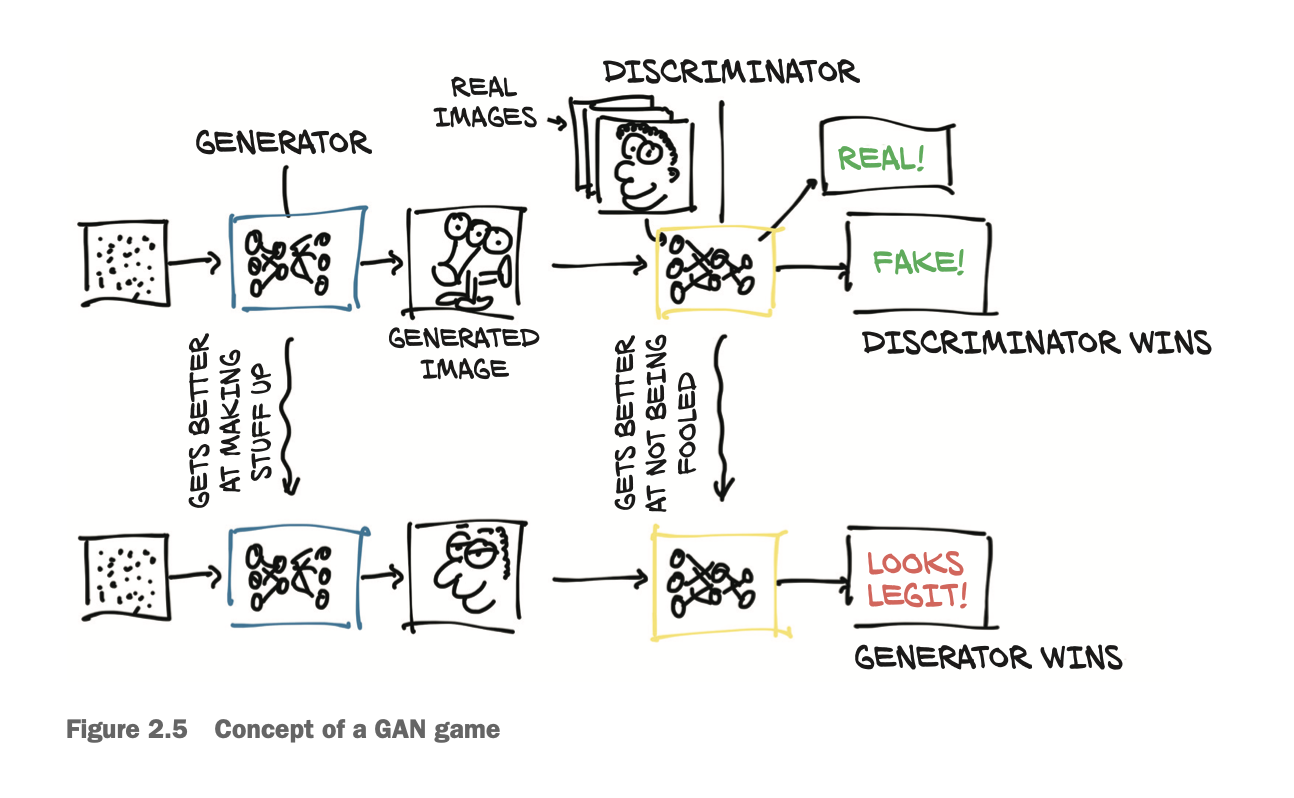 DISCRIMINATOR
REAL
IMAGES
GENERATOR
REAL!
FAKE!
GENERATED
IMAGE
DISCRIMINATOR WINS
GETS BETTER
AT MAKING
STUFF UP
GETS BETTER
AT NOT BEING
FOOLED
LOOKS
LEGIT!
GENERATOR WINS
Figure 2.5 Concept of a GAN game